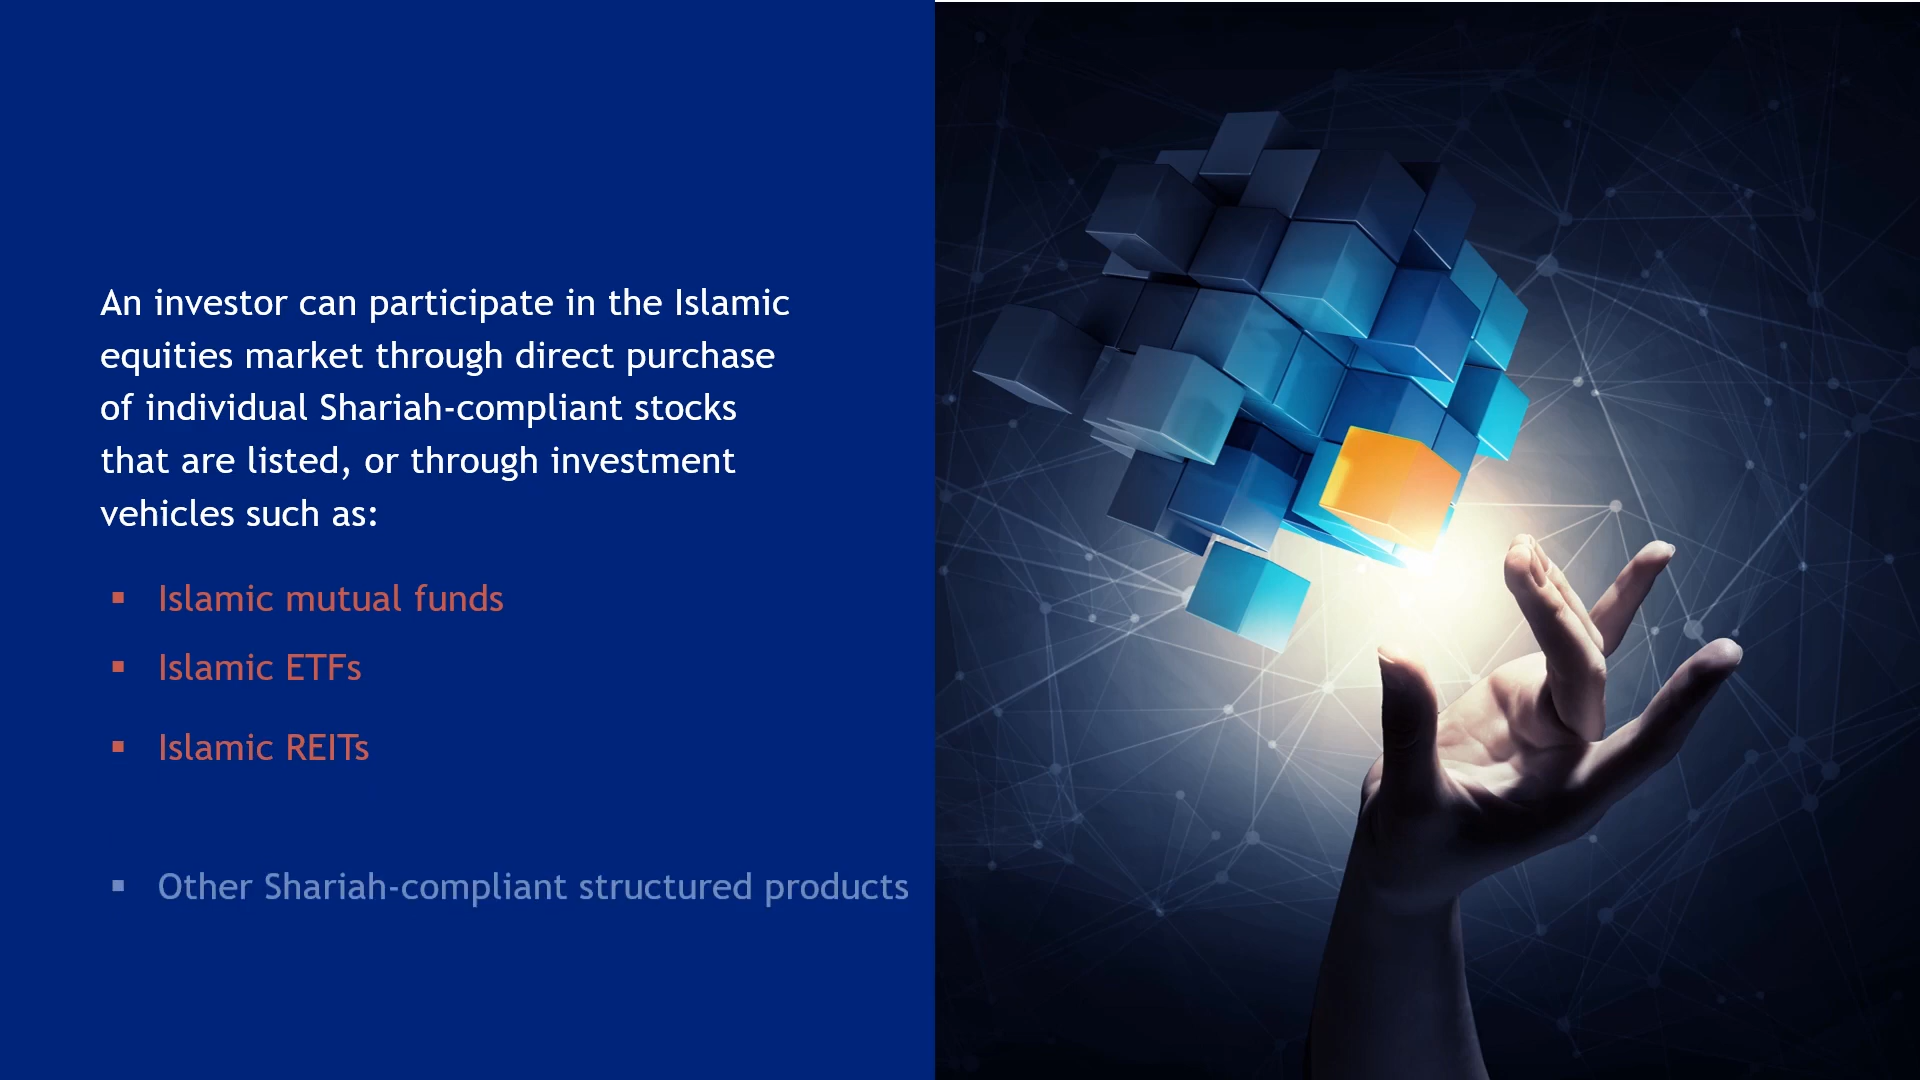 An investor can participate in the Islamic
equities market through direct purchase
of individual Shariah-compliant stocks
that are listed, or through investment
vehicles such as:
▪ Islamic mutual funds
▪ Islamic ETFs
▪ Islamic REITs
▪ Other Shariah-compliant structured products